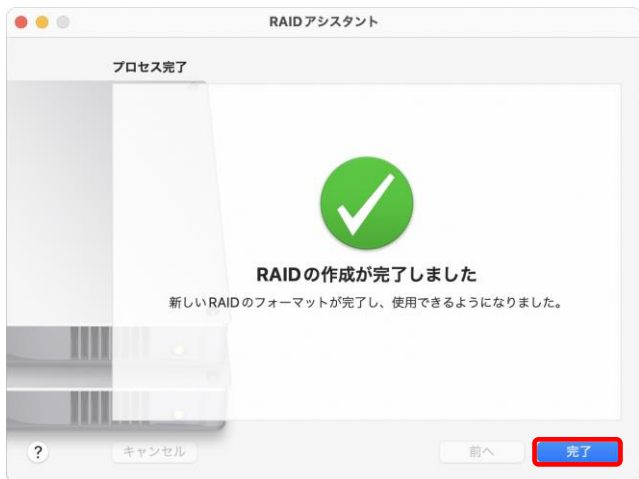 RAIDアシスタント
プロセス完了
RAIDの作成が完了しました
新しいRAIDのフォーマットが完了し、使用できるようになりました。
?
キャンセル
前へ
完了